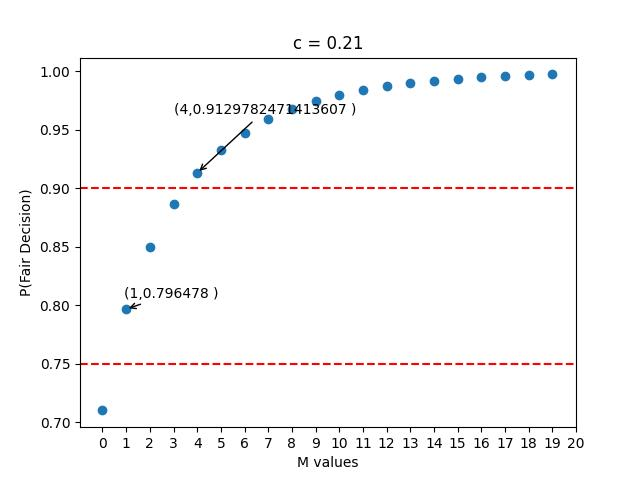 c = 0.21
P(Fair Decision)
1.00
0.95
0.90
0.85
0.80
0.75
0.70
(4,0.9129782471413607 )
(1,0.796478 )
0 1 2 3 4 5 6 7 8 9 10 11 12 13 14 15 16 17 18 19 20
M values